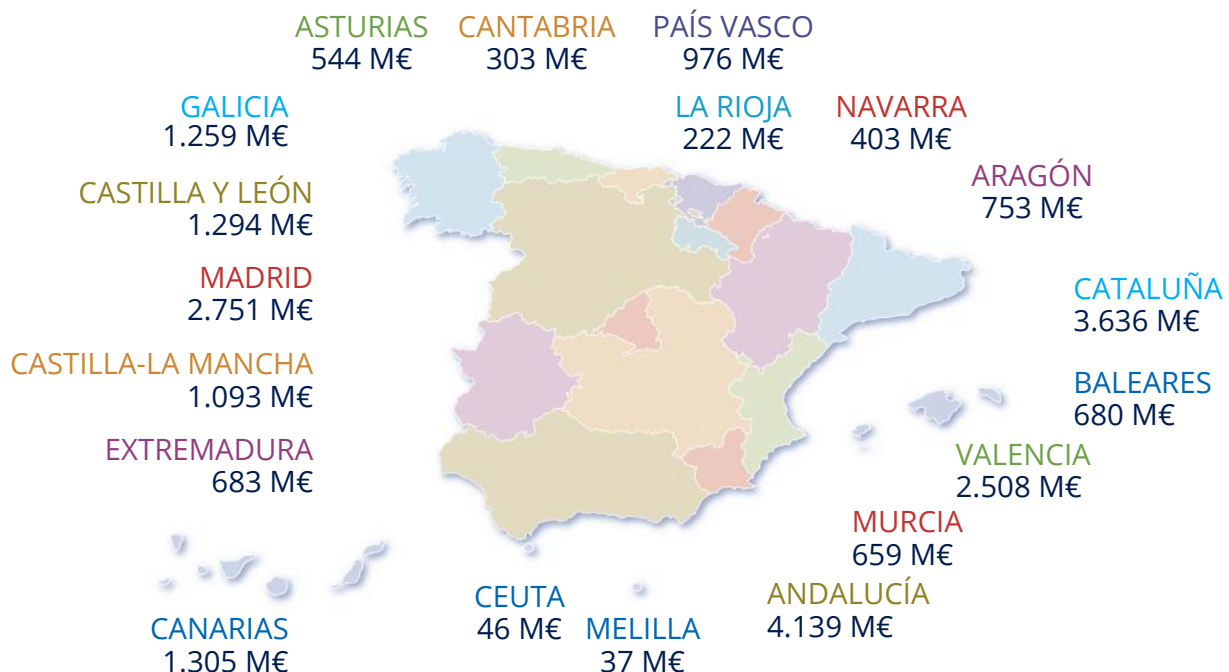 ASTURIAS
544 M€
CANTABRIA
303 M€
PAÍS VASCO
976 M€
GALICIA
1.259 M€
LA RIOJA
222 M€
NAVARRA
403 M€
ARAGÓN
753 M€
CASTILLA Y LEÓN
1.294 M€
MADRID
2.751 M€
CATALUÑA
3.636 M€
CASTILLA-LA MANCHA
1.093 M€
BALEARES
680 M€
EXTREMADURA
683 M€
VALENCIA
2.508 M€
MURCIA
659 M€
ANDALUCÍA
4.139 M€
CEUTA
46 M€
MELILLA
37 M€
CANARIAS
1.305 M€